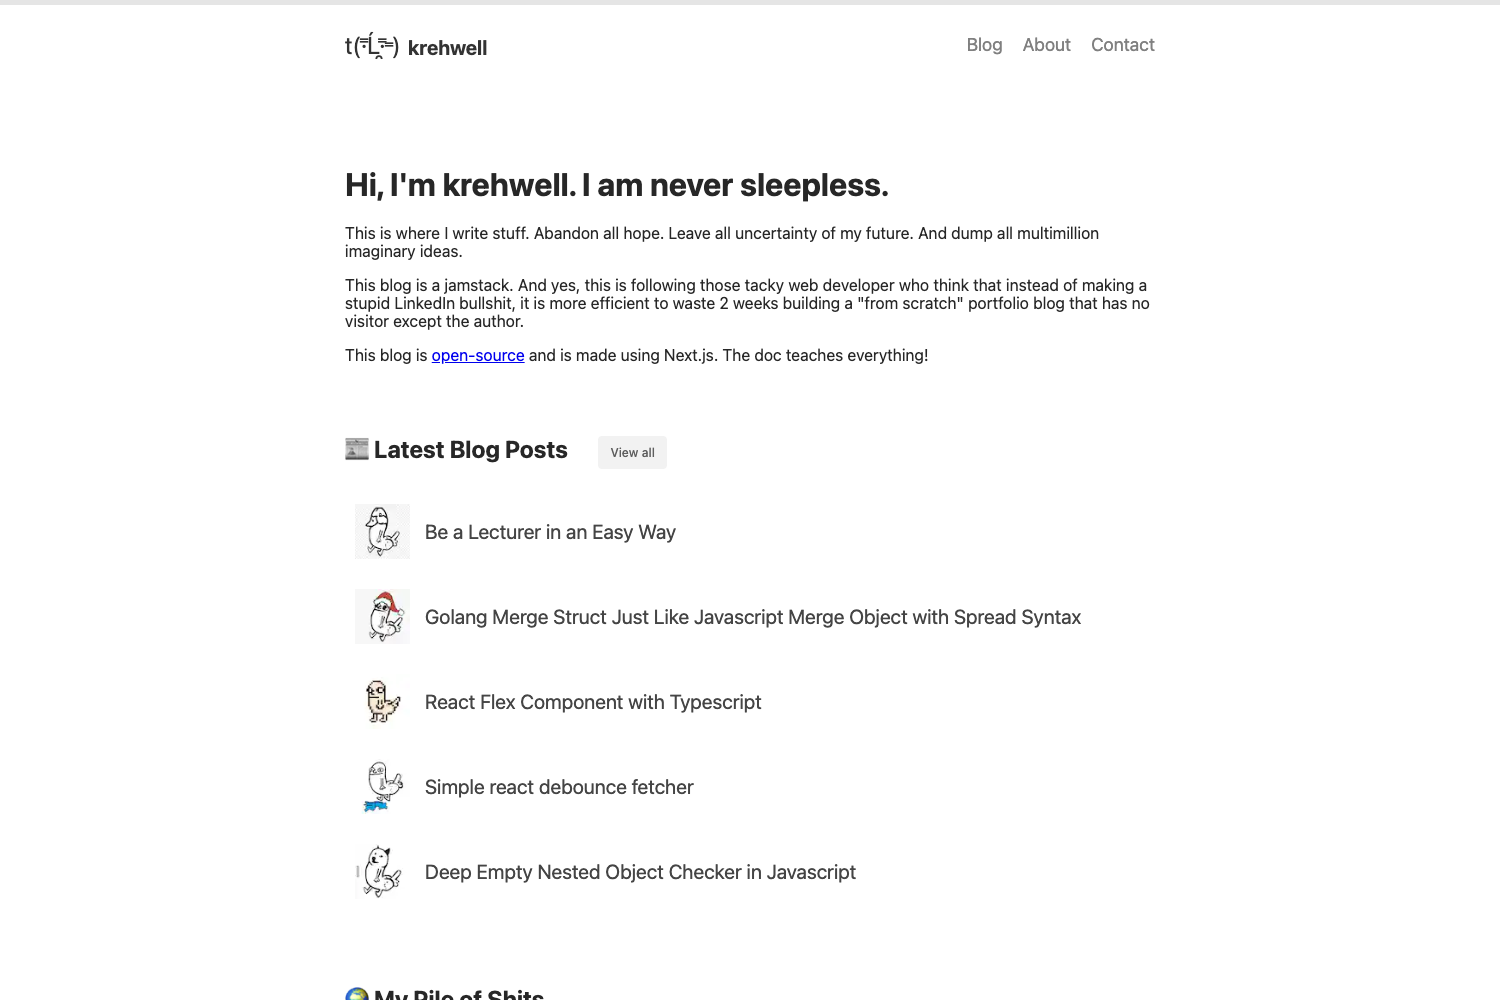 t(-̿Ĺ̯-̿=) krehwell
Blog About Contact
Hi, I'm krehwell. I am never sleepless.
This is where I write stuff. Abandon all hope. Leave all uncertainty of my future. And dump all multimillion
imaginary ideas.
This blog is a jamstack. And yes, this is following those tacky web developer who think that instead of making a
stupid LinkedIn bullshit, it is more efficient to waste 2 weeks building a "from scratch" portfolio blog that has no
visitor except the author.
This blog is open-source and is made using Next.js. The doc teaches everything!
📰 Latest Blog Posts
View all
Be a Lecturer in an Easy Way
Golang Merge Struct Just Like Javascript Merge Object with Spread Syntax
React Flex Component with Typescript
Simple react debounce fetcher
Deep Empty Nested Object Checker in Javascript
🌍 My Pile of Shits